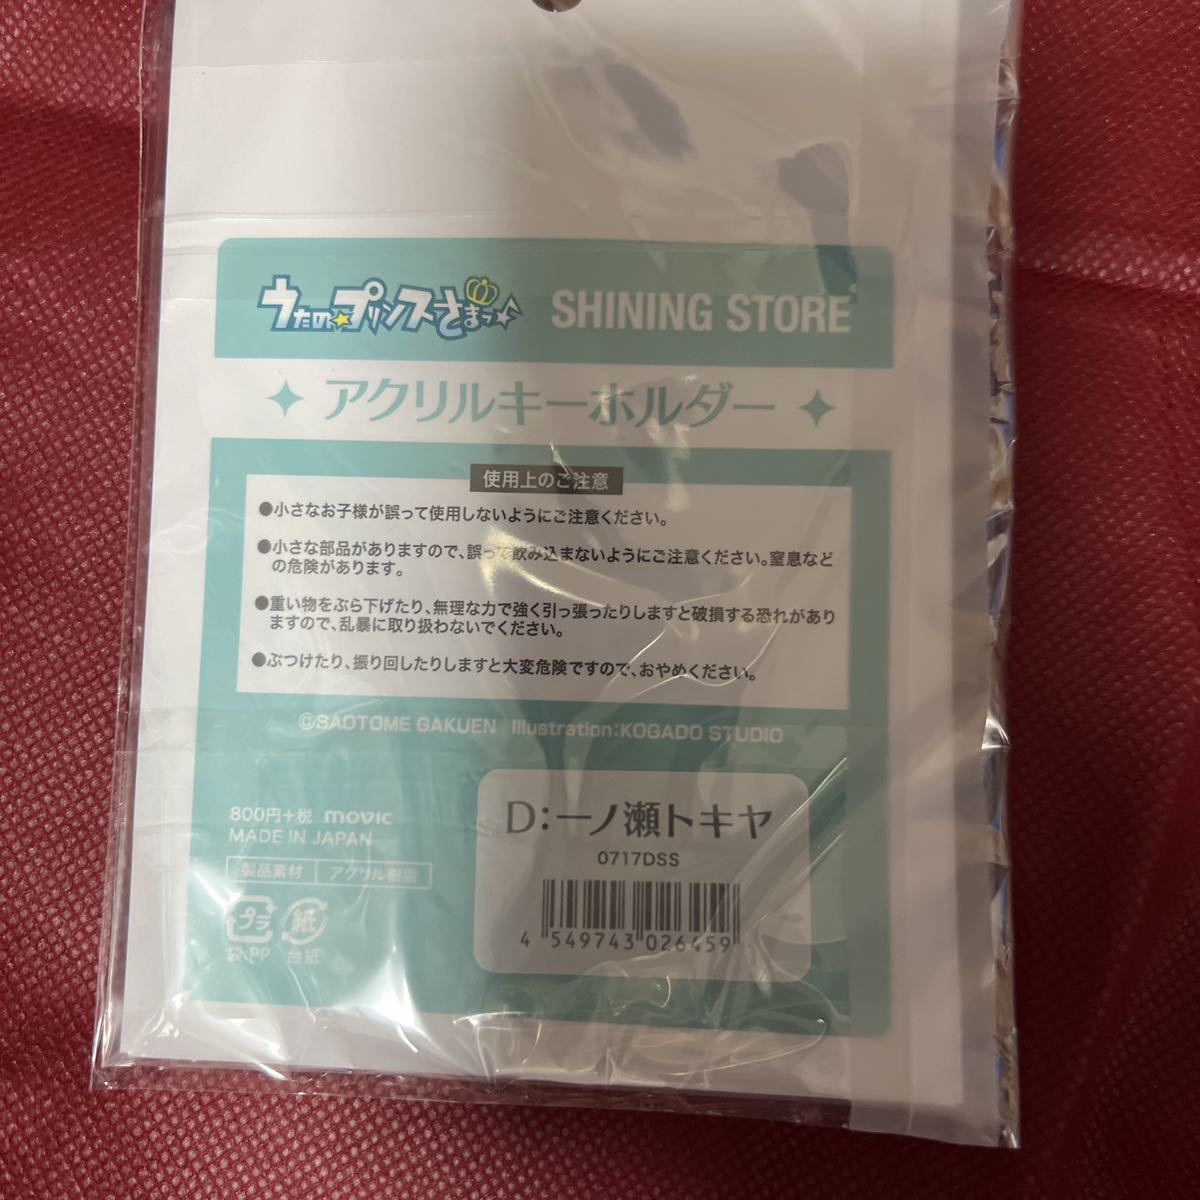 うたの☆プリンスさまっ♪ SHINING STORE
アクリルキーホルダー
使用上のご注意
●小さなお子様が誤って使用しないようにご注意ください。
●小さな部品がありますので、誤って飲み込まないようにご注意ください。窒息など
の危険があります。
●重い物をぶら下げたり、無理な力で強く引っ張ったりしますと破損する恐れがあり
ますので、乱暴に取り扱わないでください。
●ぶつけたり、振り回したりしますと大変危険ですので、おやめください。
©SAOTOME GAKUEN Illustration:KOGADO STUDIO
800円+税 movic
MADE IN JAPAN
製品素材 アクリル樹脂
プラ 紙
袋:PP 台紙
D:一ノ瀬トキヤ
0717DSS
4 549743 026459